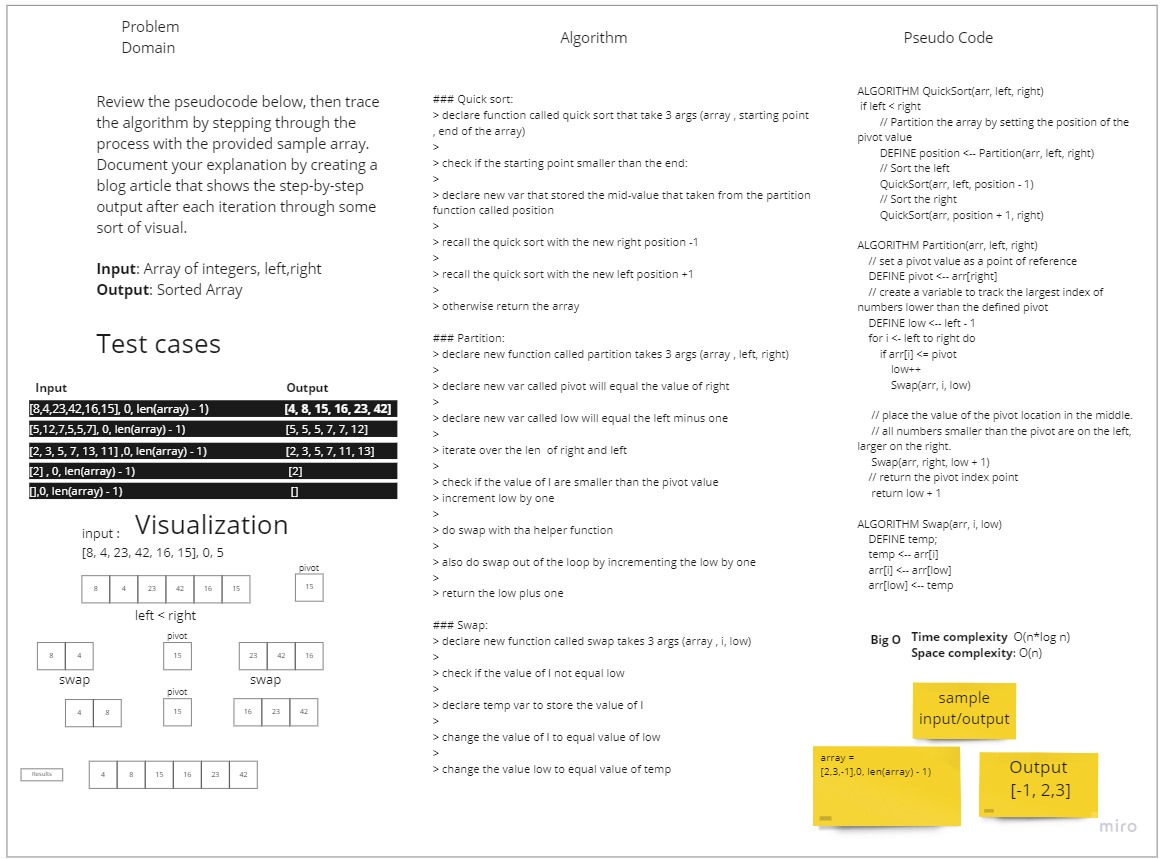 Problem
Domain
Review the pseudocode below, then trace
the algorithm by stepping through the
process with the provided sample array.
Document your explanation by creating a
blog article that shows the step-by-step
output after each iteration through some
sort of visual.
Input: Array of integers, left,right
Output: Sorted Array
Test cases
Input Output
[8,4,23,42,16,15], 0, len(array) - 1) [4, 8, 15, 16, 23, 42]
[5,12,7,5,5,7], 0, len(array) - 1) [5, 5, 5, 7, 7, 12]
[2, 3, 5, 7, 13, 11] ,0, len(array) - 1) [2, 3, 5, 7, 11, 13]
[2] , 0, len(array) - 1) [2]
[],0, len(array) - 1) []
Visualization
input :
[8, 4, 23, 42, 16, 15], 0, 5
pivot
8 4 23 42 16 15 15
left < right
pivot
8 4 15 23 42 16
swap swap
pivot
4 8 15 16 23 42
Results 4 8 15 16 23 42
Algorithm
### Quick sort:
> declare function called quick sort that take 3 args (array , starting point
, end of the array)
>
> check if the starting point smaller than the end:
>
> declare new var that stored the mid-value that taken from the partition
function called position
>
> recall the quick sort with the new right position -1
>
> recall the quick sort with the new left position +1
>
> otherwise return the array
### Partition:
> declare new function called partition takes 3 args (array , left, right)
>
> declare new var called pivot will equal the value of right
>
> declare new var called low will equal the left minus one
>
> iterate over the len of right and left
>
> check if the value of I are smaller than the pivot value
> increment low by one
>
> do swap with tha helper function
>
> also do swap out of the loop by incrementing the low by one
>
> return the low plus one
### Swap:
> declare new function called swap takes 3 args (array , i, low)
>
> check if the value of I not equal low
>
> declare temp var to store the value of I
>
> change the value of I to equal value of low
>
> change the value low to equal value of temp
Pseudo Code
ALGORITHM QuickSort(arr, left, right)
if left < right
// Partition the array by setting the position of the
pivot value
DEFINE position <-- Partition(arr, left, right)
// Sort the left
QuickSort(arr, left, position - 1)
// Sort the right
QuickSort(arr, position + 1, right)
ALGORITHM Partition(arr, left, right)
// set a pivot value as a point of reference
DEFINE pivot <-- arr[right]
// create a variable to track the largest index of
numbers lower than the defined pivot
DEFINE low <-- left - 1
for i <- left to right do
if arr[i] <= pivot
low++
Swap(arr, i, low)
// place the value of the pivot location in the middle.
// all numbers smaller than the pivot are on the left,
larger on the right.
Swap(arr, right, low + 1)
// return the pivot index point
return low + 1
ALGORITHM Swap(arr, i, low)
DEFINE temp;
temp <-- arr[i]
arr[i] <-- arr[low]
arr[low] <-- temp
Big O Time complexity O(n*log n)
Space complexity: O(n)
sample
input/output
array =
[2,3,-1],0, len(array) - 1)
Output
[-1, 2,3]
miro